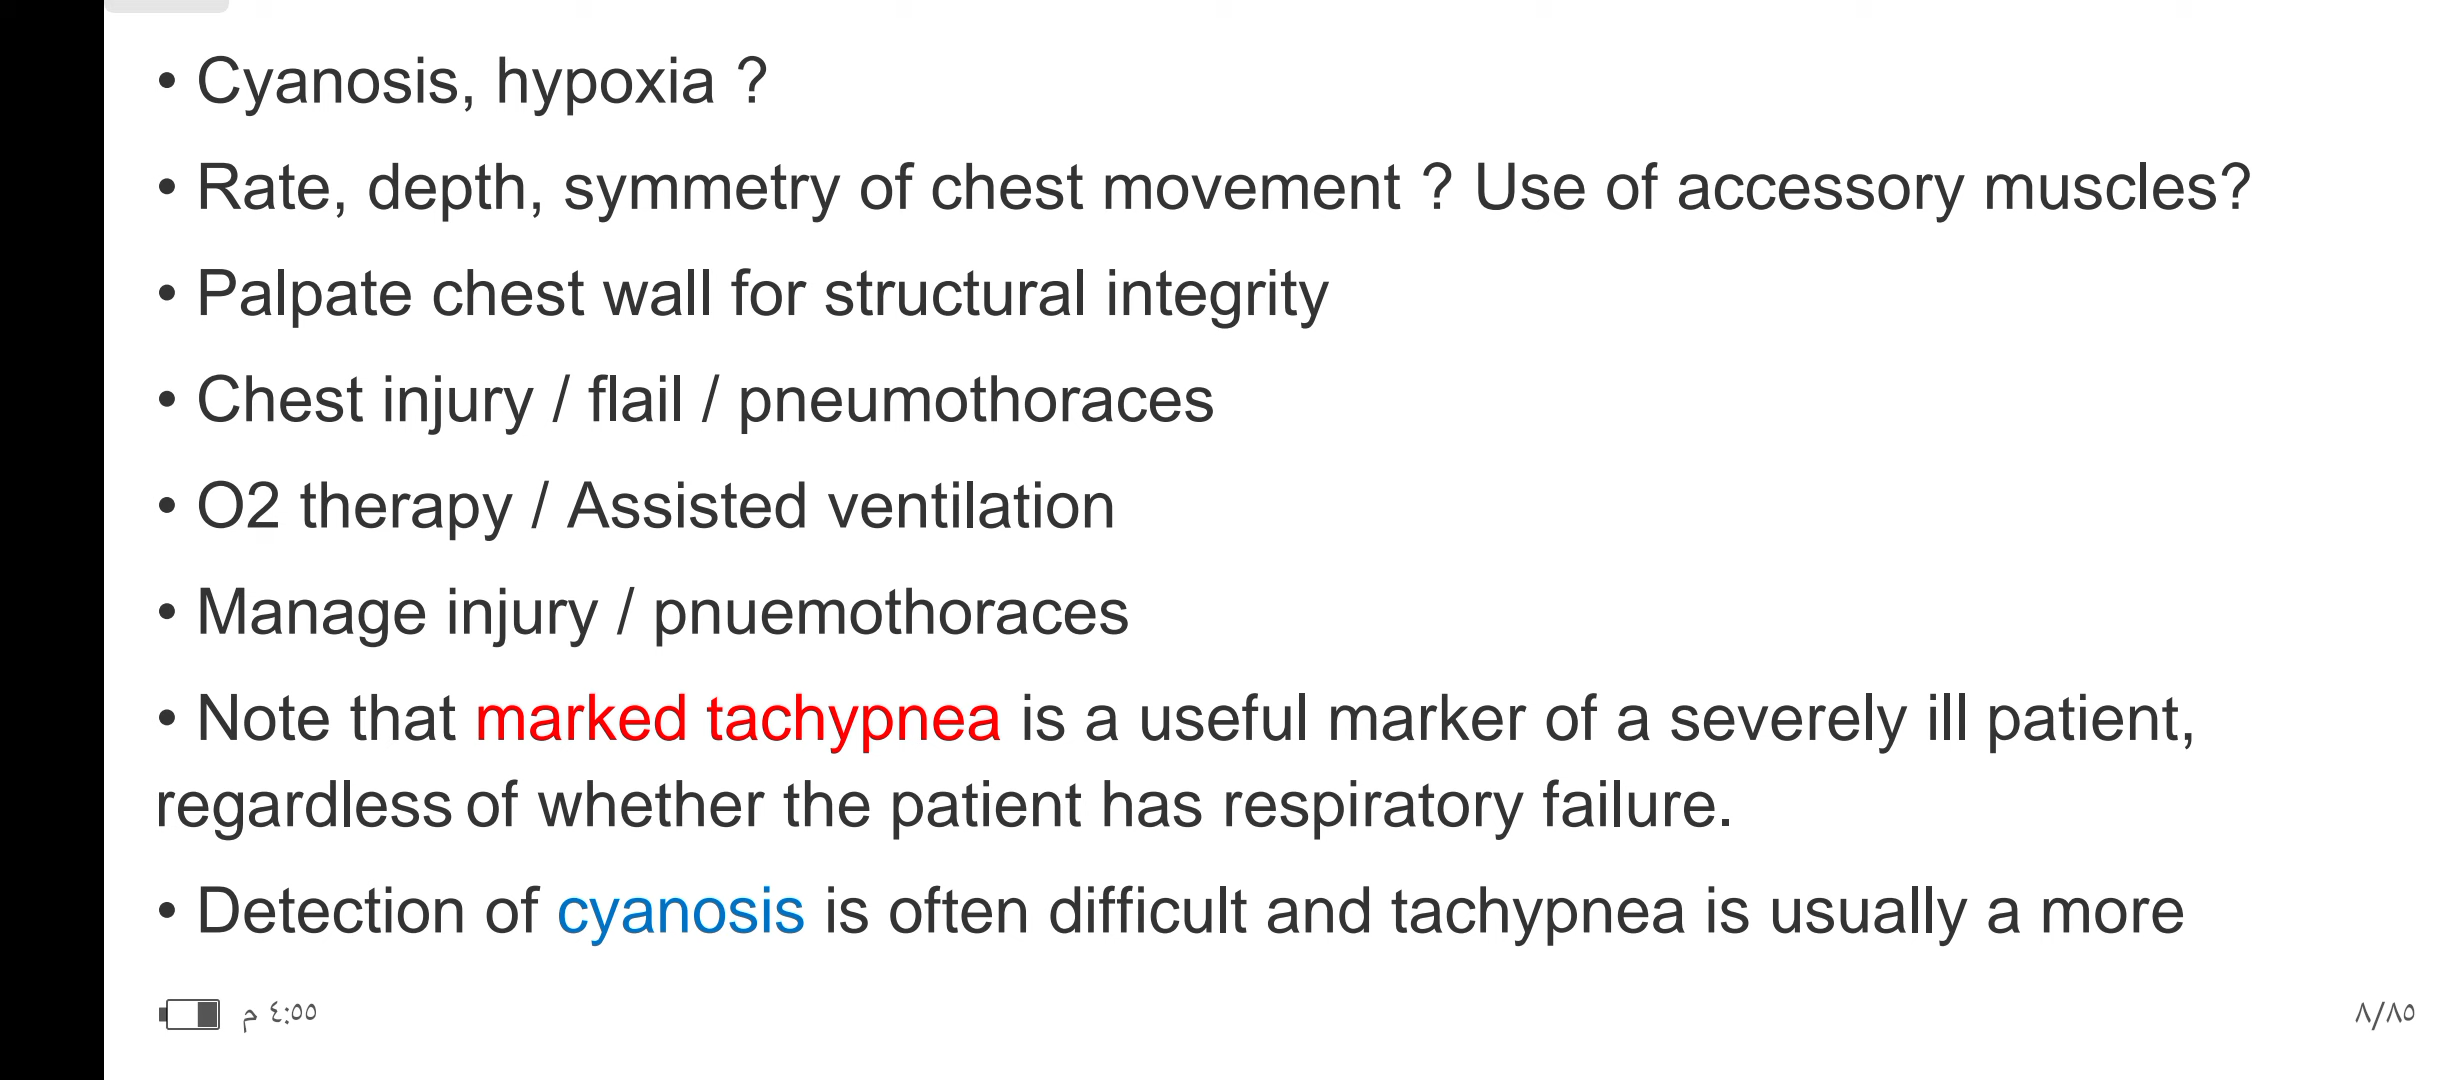 • Cyanosis, hypoxia ?
• Rate, depth, symmetry of chest movement ? Use of accessory muscles?
• Palpate chest wall for structural integrity
• Chest injury / flail / pneumothoraces
• O2 therapy / Assisted ventilation
• Manage injury / pnuemothoraces
• Note that marked tachypnea is a useful marker of a severely ill patient,
regardless of whether the patient has respiratory failure.
• Detection of cyanosis is often difficult and tachypnea is usually a more
٤:٥٥ م
٨/٨٥